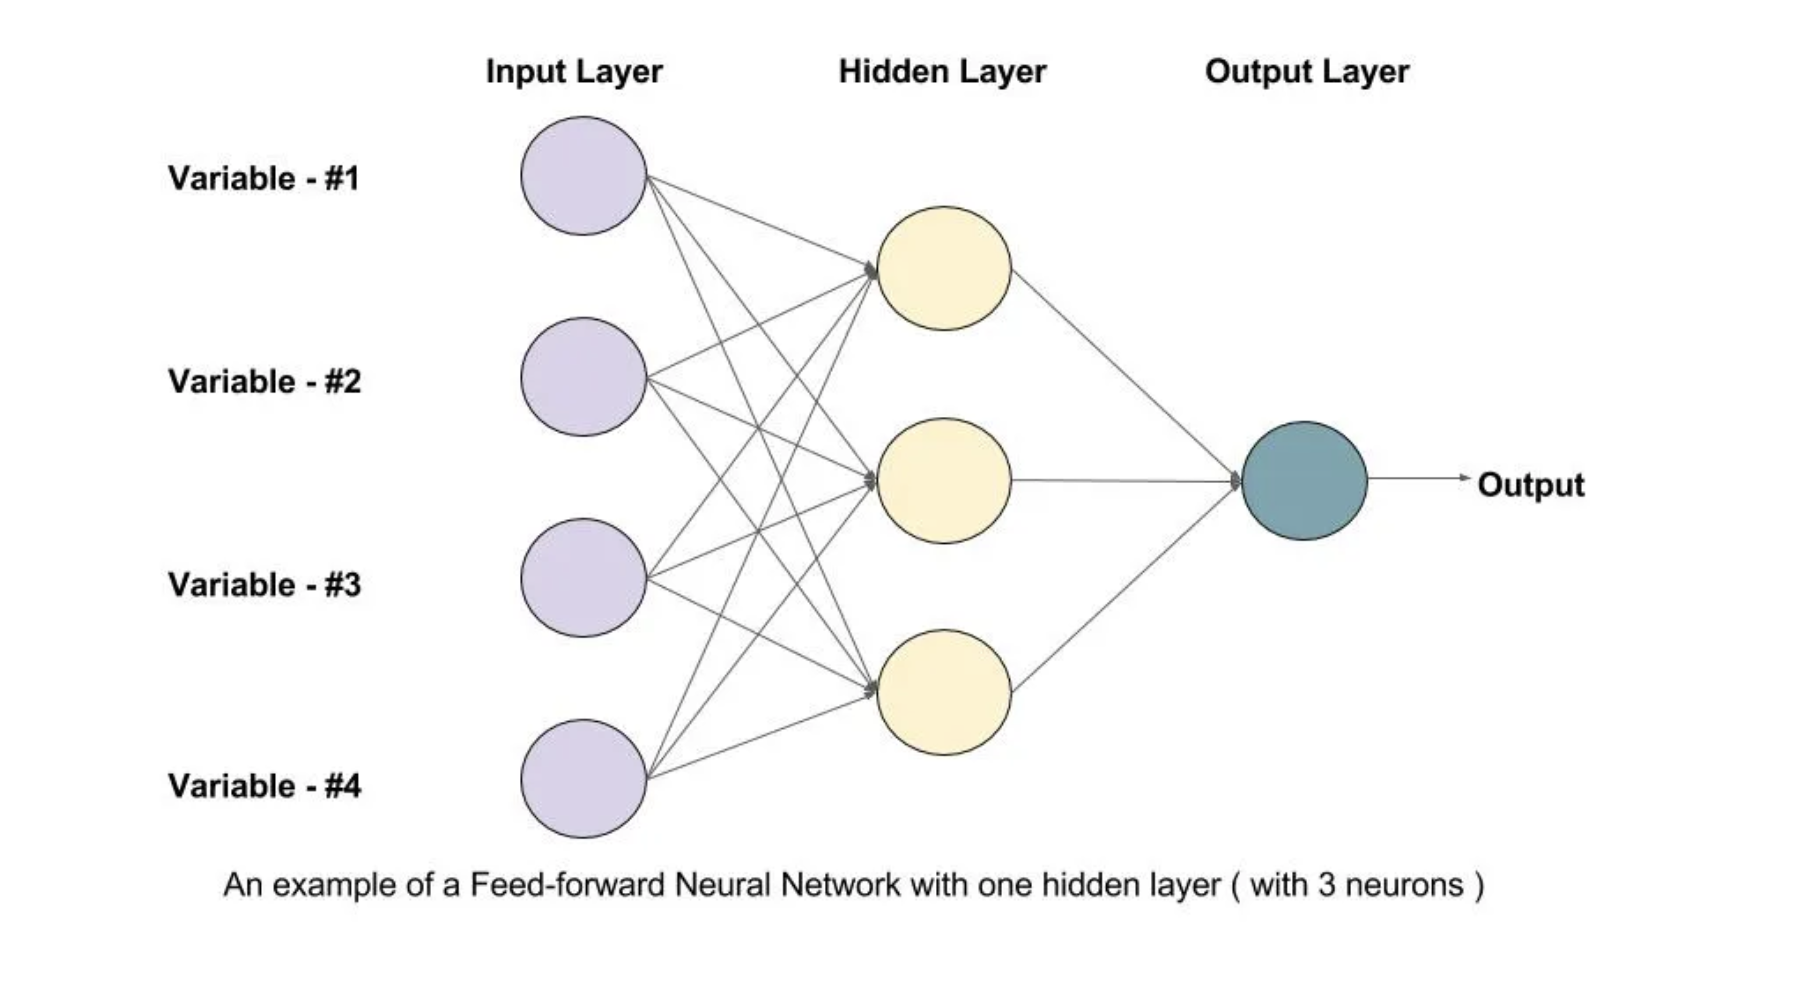 Input Layer
Hidden Layer
Output Layer
Variable - #1
Variable - #2
Variable - #3
Variable - #4
Output
An example of a Feed-forward Neural Network with one hidden layer ( with 3 neurons )